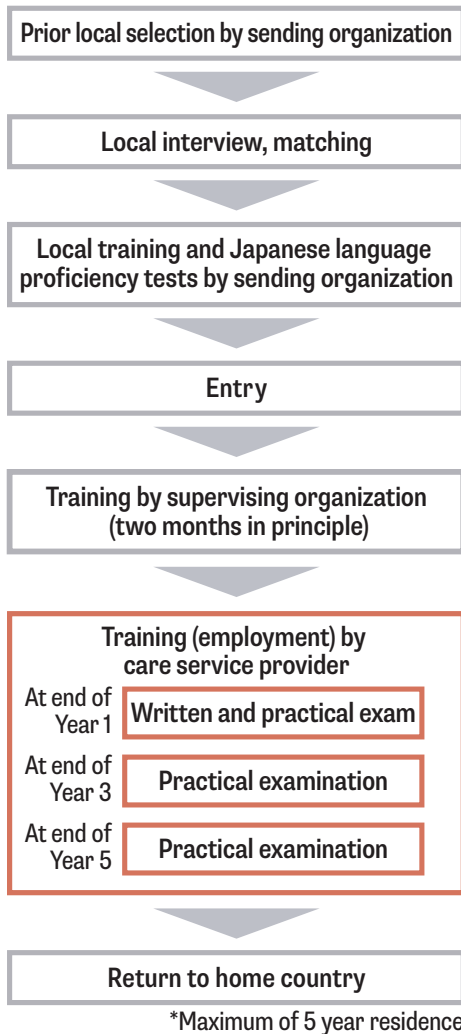 Prior local selection by sending organization
Local interview, matching
Local training and Japanese language
proficiency tests by sending organization
Entry
Training by supervising organization
(two months in principle)
Training (employment) by
care service provider
At end of
Year 1
Written and practical exam
At end of
Year 3
Practical examination
At end of
Year 5
Practical examination
Return to home country
*Maximum of 5 year residence